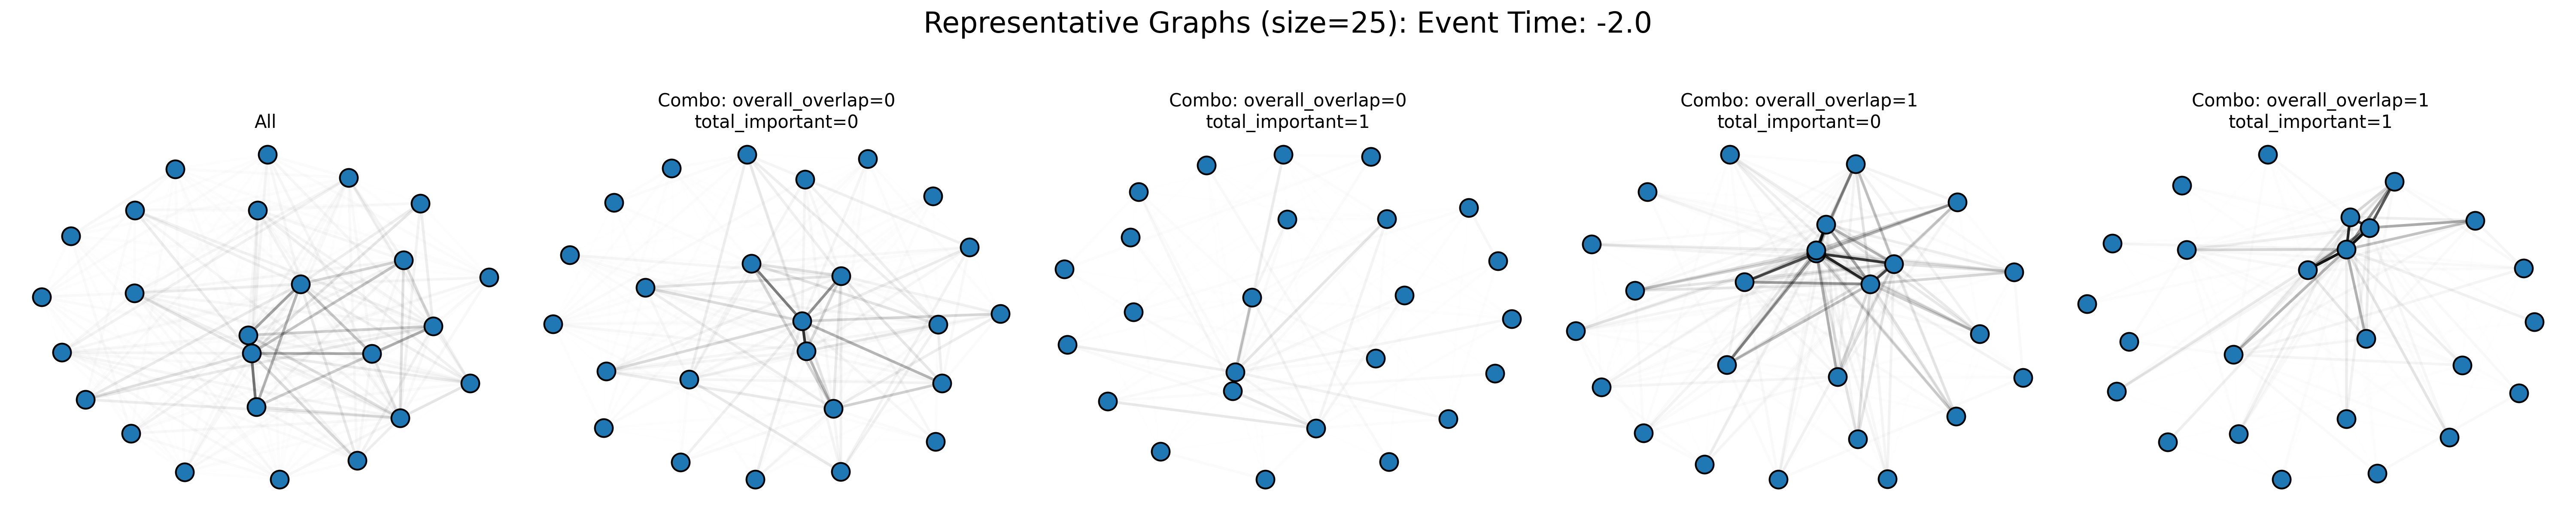 Representative Graphs (size=25): Event Time: -2.0
All
Combo: overall_overlap=0
total_important=0
Combo: overall_overlap=0
total_important=1
Combo: overall_overlap=1
total_important=0
Combo: overall_overlap=1
total_important=1